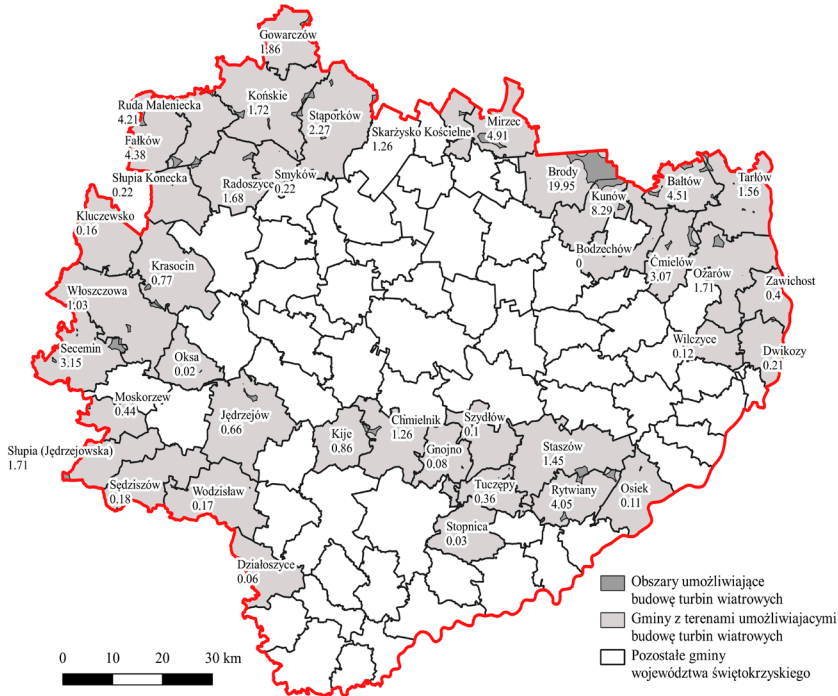 Gowarczów
1.86
Ruda Maleniecka
4.21
Końskie
1.72
Stąporków
2.27
Skarżysko Kościelne
1.26
Mirzec
4.91
Fałków
4.38
Słupia Konecka
0.22
Radoszyce
1.68
Smyków
0.22
Brody
19.95
Kunów
8.29
Bałtów
4.51
Tarłów
1.56
Kluczewsko
0.16
Krasocin
0.77
Bodzechów
0
Ćmielów
3.07
Ożarów
1.71
Zawichost
0.4
Włoszczowa
1.03
Secemin
3.15
Oksa
0.02
Wilczyce
0.12
Dwikozy
0.21
Moskorzew
0.44
Jędrzejów
0.66
Kije
0.86
Chmielnik
1.26
Gnojno
0.08
Szydłów
0.1
Staszów
1.45
Słupia (Jędrzejowska)
1.71
Sędziszów
0.18
Wodzisław
0.17
Tuczępy
0.36
Rytwiany
4.05
Osiek
0.11
Stopnica
0.03
Działoszyce
0.06
Obszary umożliwiające
budowę turbin wiatrowych
Gminy z terenami umożliwiajacymi
budowę turbin wiatrowych
Pozostałe gminy
województwa świętokrzyskiego
0 10 20 30 km